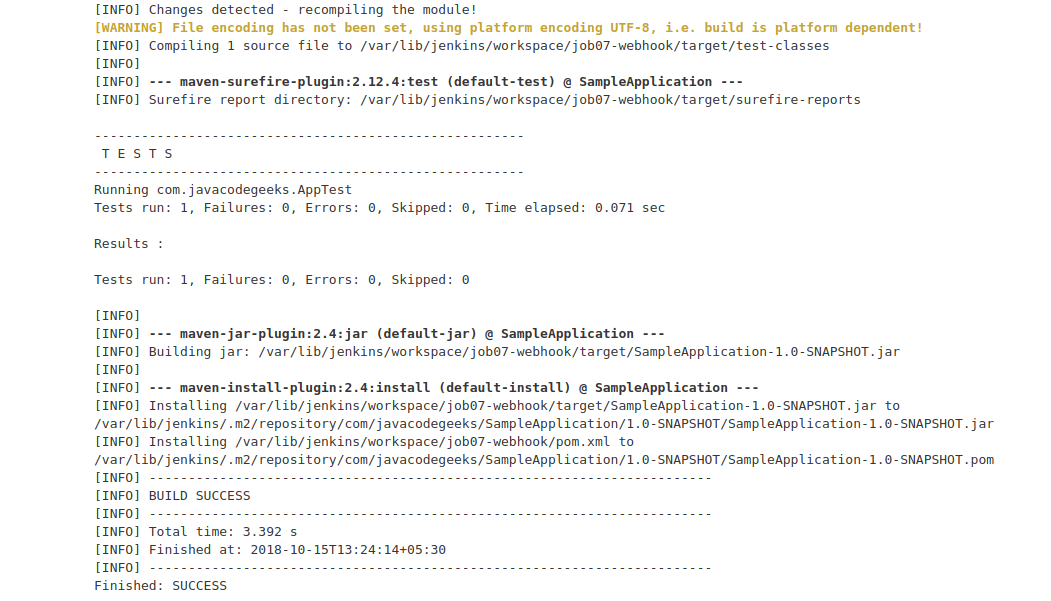 [INFO] Changes detected - recompiling the module!
[WARNING] File encoding has not been set, using platform encoding UTF-8, i.e. build is platform dependent!
[INFO] Compiling 1 source file to /var/lib/jenkins/workspace/job07-webhook/target/test-classes
[INFO]
[INFO] --- maven-surefire-plugin:2.12.4:test (default-test) @ SampleApplication ---
[INFO] Surefire report directory: /var/lib/jenkins/workspace/job07-webhook/target/surefire-reports
-------------------------------------------------------
 T E S T S
-------------------------------------------------------
Running com.javacodegeeks.AppTest
Tests run: 1, Failures: 0, Errors: 0, Skipped: 0, Time elapsed: 0.071 sec
Results :
Tests run: 1, Failures: 0, Errors: 0, Skipped: 0
[INFO]
[INFO] --- maven-jar-plugin:2.4:jar (default-jar) @ SampleApplication ---
[INFO] Building jar: /var/lib/jenkins/workspace/job07-webhook/target/SampleApplication-1.0-SNAPSHOT.jar
[INFO]
[INFO] --- maven-install-plugin:2.4:install (default-install) @ SampleApplication ---
[INFO] Installing /var/lib/jenkins/workspace/job07-webhook/target/SampleApplication-1.0-SNAPSHOT.jar to
/var/lib/jenkins/.m2/repository/com/javacodegeeks/SampleApplication/1.0-SNAPSHOT/SampleApplication-1.0-SNAPSHOT.jar
[INFO] Installing /var/lib/jenkins/workspace/job07-webhook/pom.xml to
/var/lib/jenkins/.m2/repository/com/javacodegeeks/SampleApplication/1.0-SNAPSHOT/SampleApplication-1.0-SNAPSHOT.pom
[INFO] ------------------------------------------------------------------------
[INFO] BUILD SUCCESS
[INFO] ------------------------------------------------------------------------
[INFO] Total time: 3.392 s
[INFO] Finished at: 2018-10-15T13:24:14+05:30
[INFO] ------------------------------------------------------------------------
Finished: SUCCESS